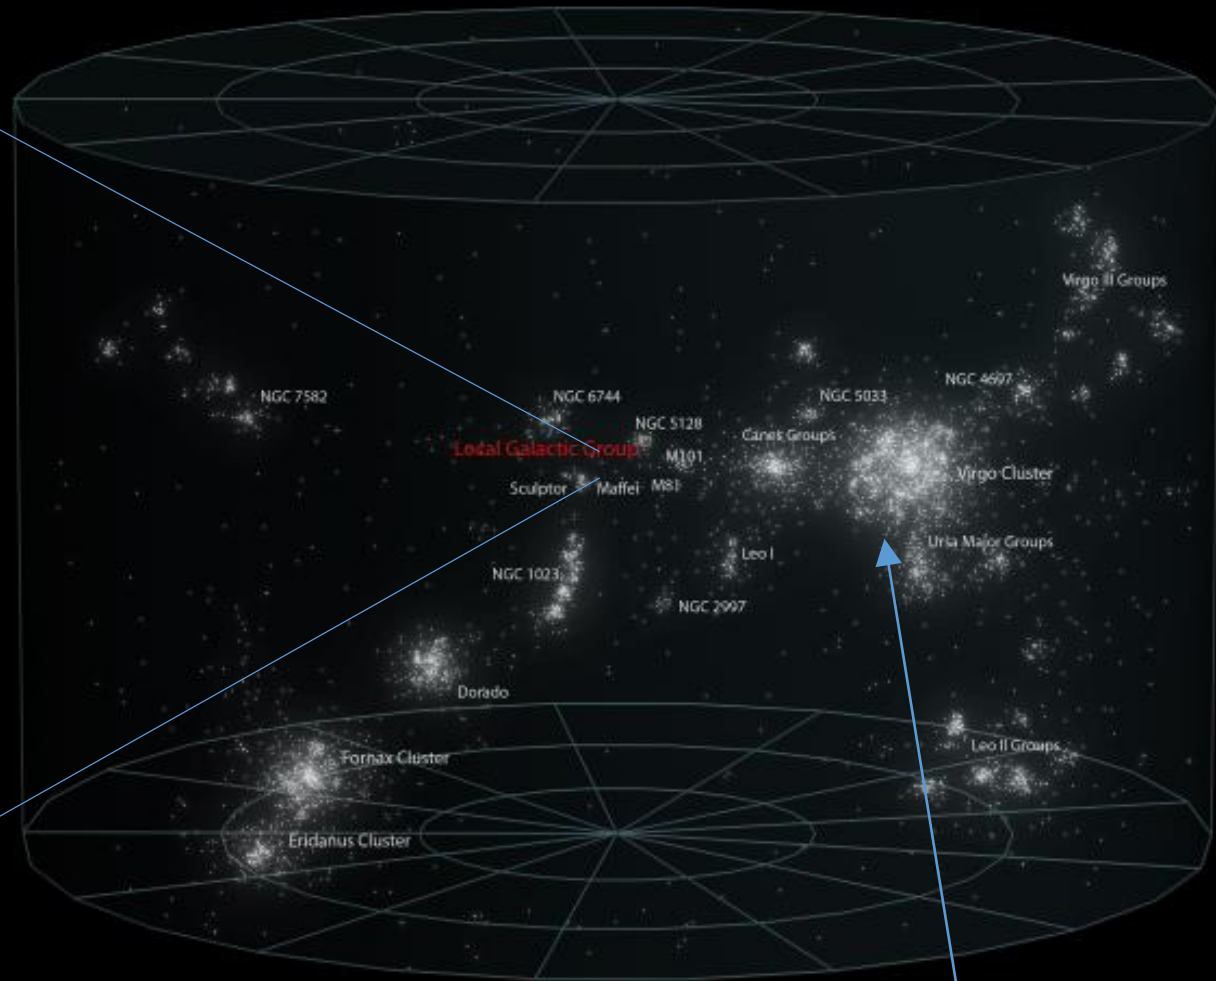 Virgo III Groups
NGC 4697
NGC 7582
NGC 6744
NGC 5033
NGC 5128
Canes Groups
Local Galactic Group
M101
Virgo Cluster
Sculptor
Maffei
M81
Ursa Major Groups
Leo I
NGC 1023
NGC 2997
Dorado
Leo II Groups
Fornax Cluster
Eridanus Cluster